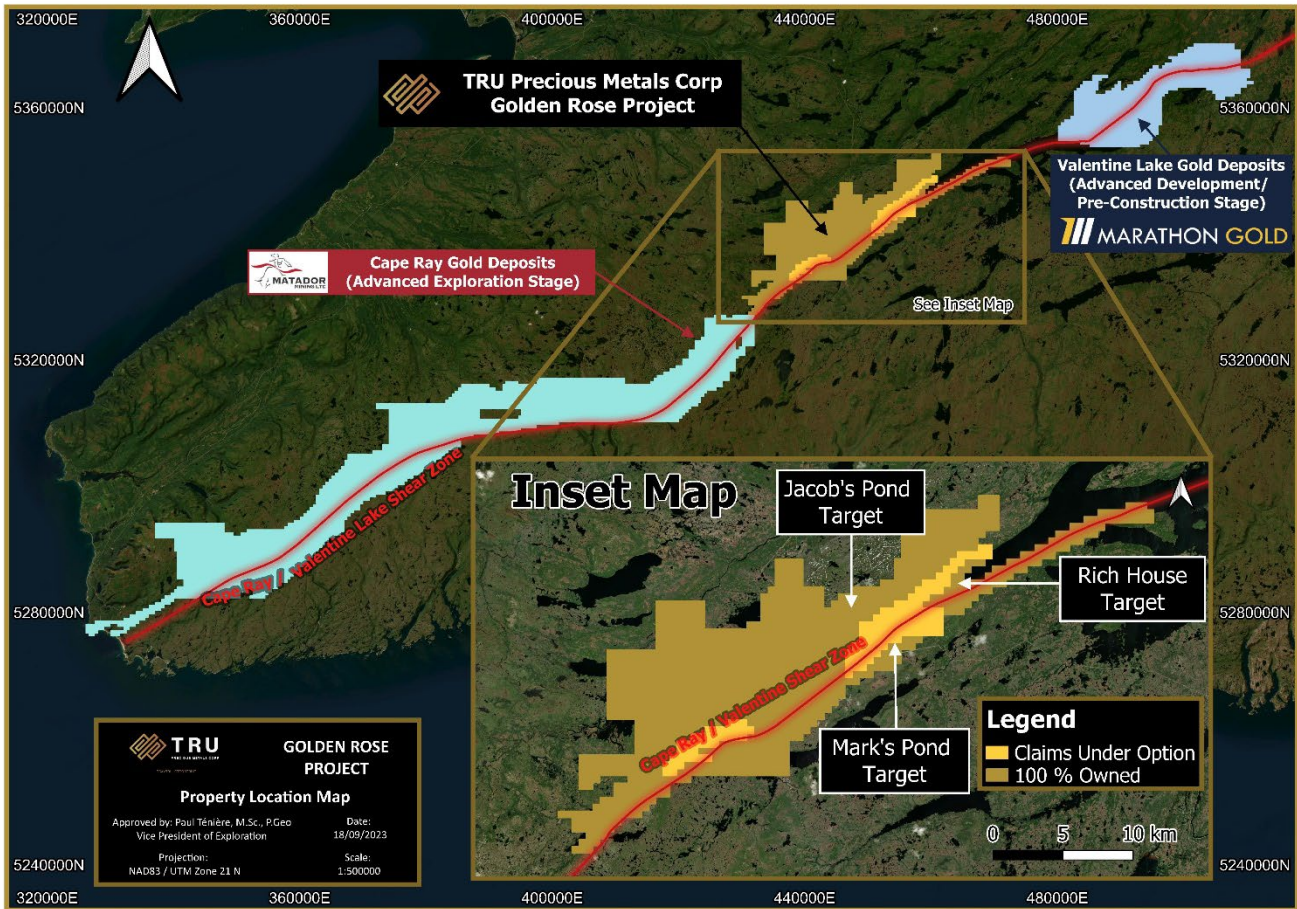 320000E
360000E
400000E
440000E
480000E
5360000N
5360000N
TRU Precious Metals Corp
Golden Rose Project
Valentine Lake Gold Deposits
(Advanced Development/
Pre-Construction Stage)
MARATHON GOLD
MATADOR
MINING LTD
Cape Ray Gold Deposits
(Advanced Exploration Stage)
See Inset Map
5320000N
5320000N
Cape Ray / Valentine Lake Shear Zone
5280000N
5280000N
Inset Map
Jacob's Pond
Target
Rich House
Target
Cape Ray / Valentine Shear Zone
Mark's Pond
Target
Legend
Claims Under Option
100 % Owned
0 5 10 km
TRU
PRECIOUS METALS CORP
GOLDEN ROSE
PROJECT
Property Location Map
Approved by: Paul Ténière, M.Sc., P.Geo
Vice President of Exploration
Date:
18/09/2023
Projection:
NAD83 / UTM Zone 21 N
Scale:
1:500000
5240000N
5240000N
320000E
360000E
400000E
440000E
480000E